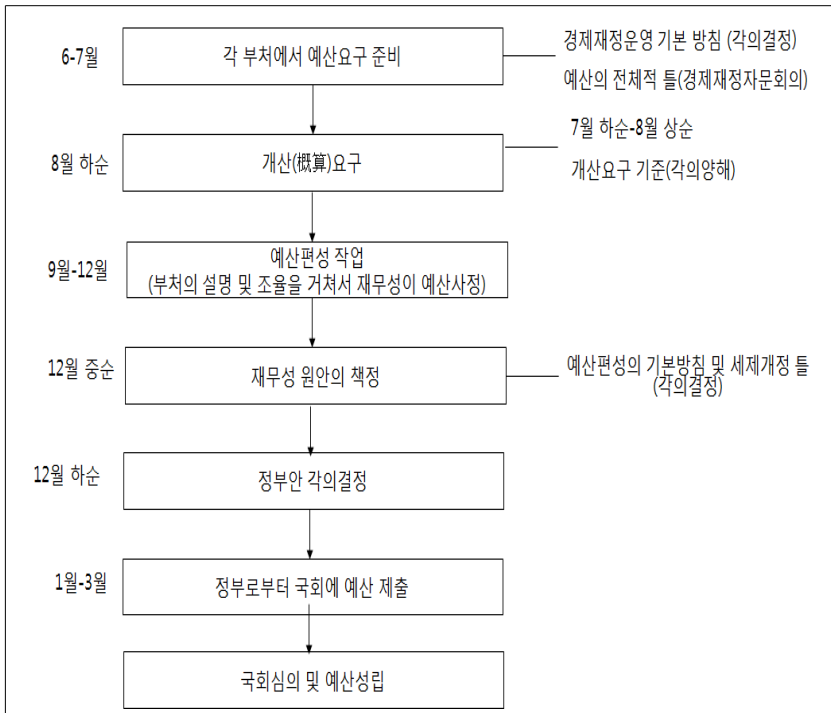 6-7월
각 부처에서 예산요구 준비
경제재정운영 기본 방침 (각의결정)
예산의 전체적 틀(경제재정자문회의)
8월 하순
개산(概算)요구
7월 하순-8월 상순
개산요구 기준(각의양해)
9월-12월
예산편성 작업
(부처의 설명 및 조율을 거쳐서 재무성이 예산사정)
12월 중순
재무성 원안의 책정
예산편성의 기본방침 및 세제개정 틀
(각의결정)
12월 하순
정부안 각의결정
1월-3월
정부로부터 국회에 예산 제출
국회심의 및 예산성립